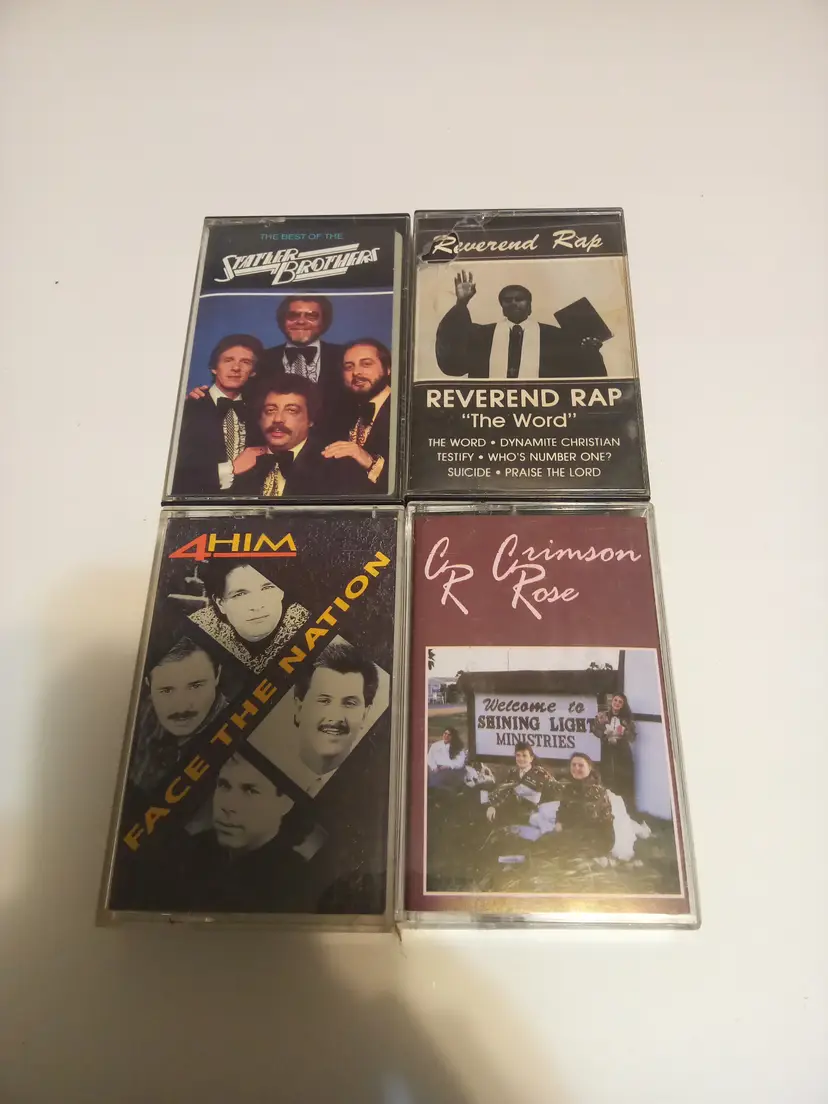 THE BEST OF THE
STATLER
BROTHERS
Reverend Rap
REVEREND RAP
"The Word"
THE WORD • DYNAMITE CHRISTIAN
TESTIFY • WHO'S NUMBER ONE?
SUICIDE • PRAISE THE LORD
4HIM
FACE THE NATION
CR Crimson
Rose
Welcome to
SHINING LIGHT
MINISTRIES